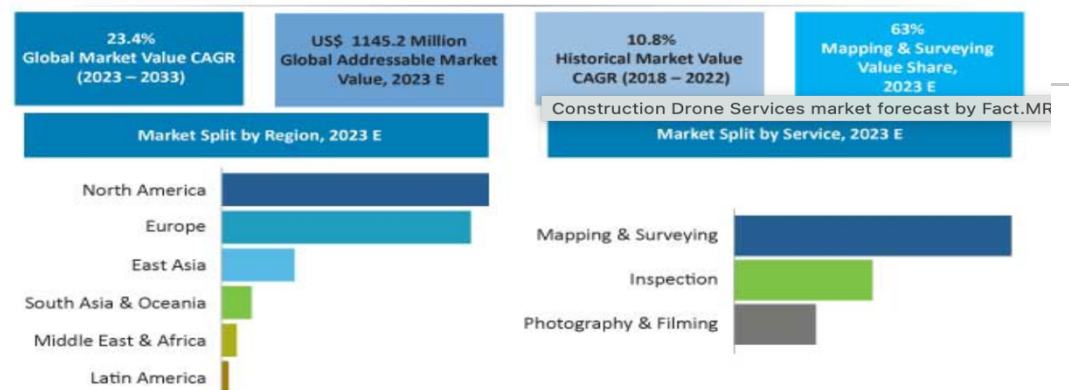 23.4%
Global Market Value CAGR
(2023 – 2033)
US$ 1145.2 Million
Global Addressable Market
Value, 2023 E
10.8%
Historical Market Value
CAGR (2018 – 2022)
63%
Mapping & Surveying
Value Share,
2023 E
Construction Drone Services market forecast by Fact.MR
Market Split by Region, 2023 E
North America
Europe
East Asia
South Asia & Oceania
Middle East & Africa
Latin America
Market Split by Service, 2023 E
Mapping & Surveying
Inspection
Photography & Filming